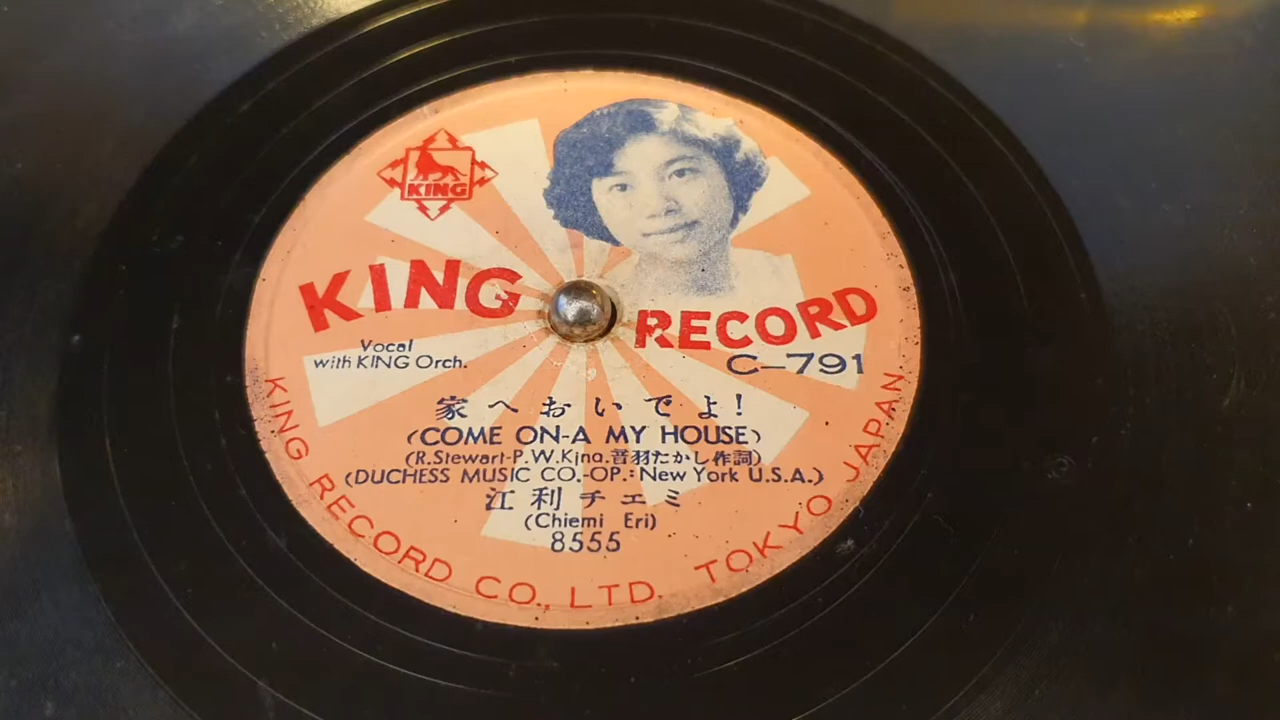 KING
KING RECORD
Vocal
with KING Orch.
C-791
家へおいでよ!
(COME ON-A MY HOUSE)
(R.Stewart-P.W.King.音羽たかし作詞)
(DUCHESS MUSIC CO.-OP.: New York U.S.A.)
江利チエミ
(Chiemi Eri)
8555
KING RECORD CO., LTD. TOKYO JAPAN